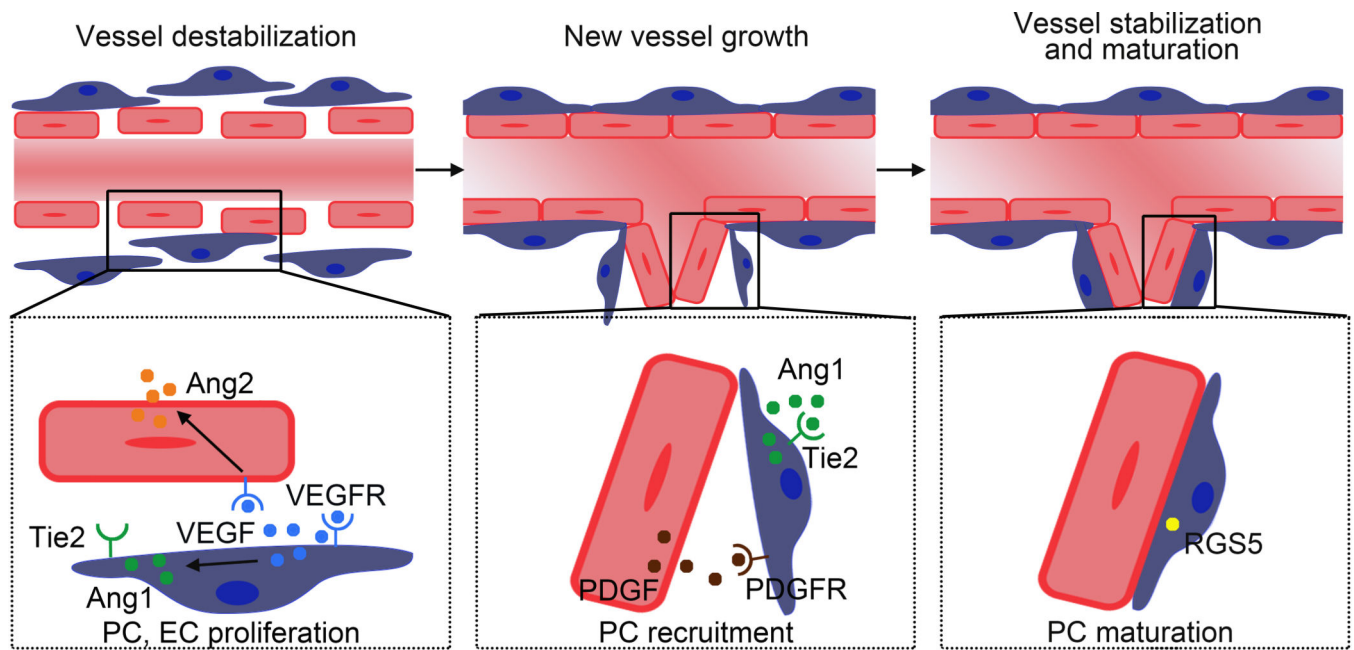 Vessel destabilization
New vessel growth
Vessel stabilization
and maturation
Ang2
VEGFR
VEGF
Tie2
Ang1
PC, EC proliferation
Ang1
Tie2
PDGF
PDGFR
PC recruitment
RGS5
PC maturation